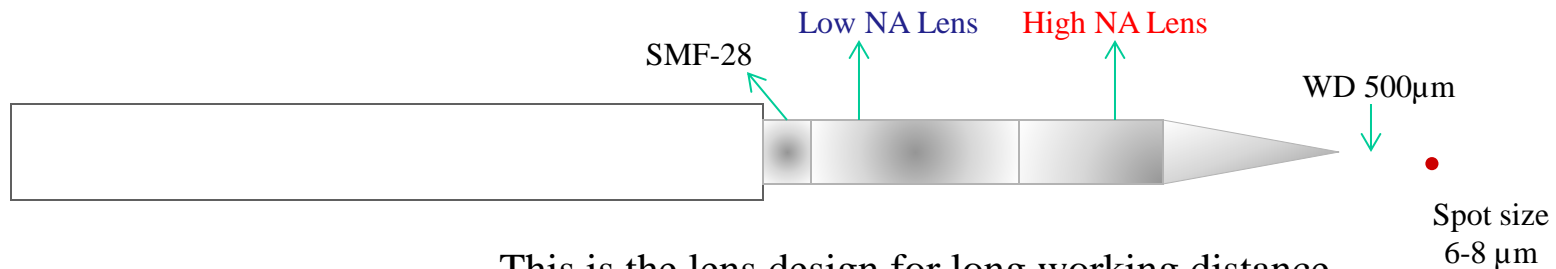 Low NA Lens High NA Lens
SMF-28
WD 500µm
Spot size
6-8 µm
This is the lens design for long working distance